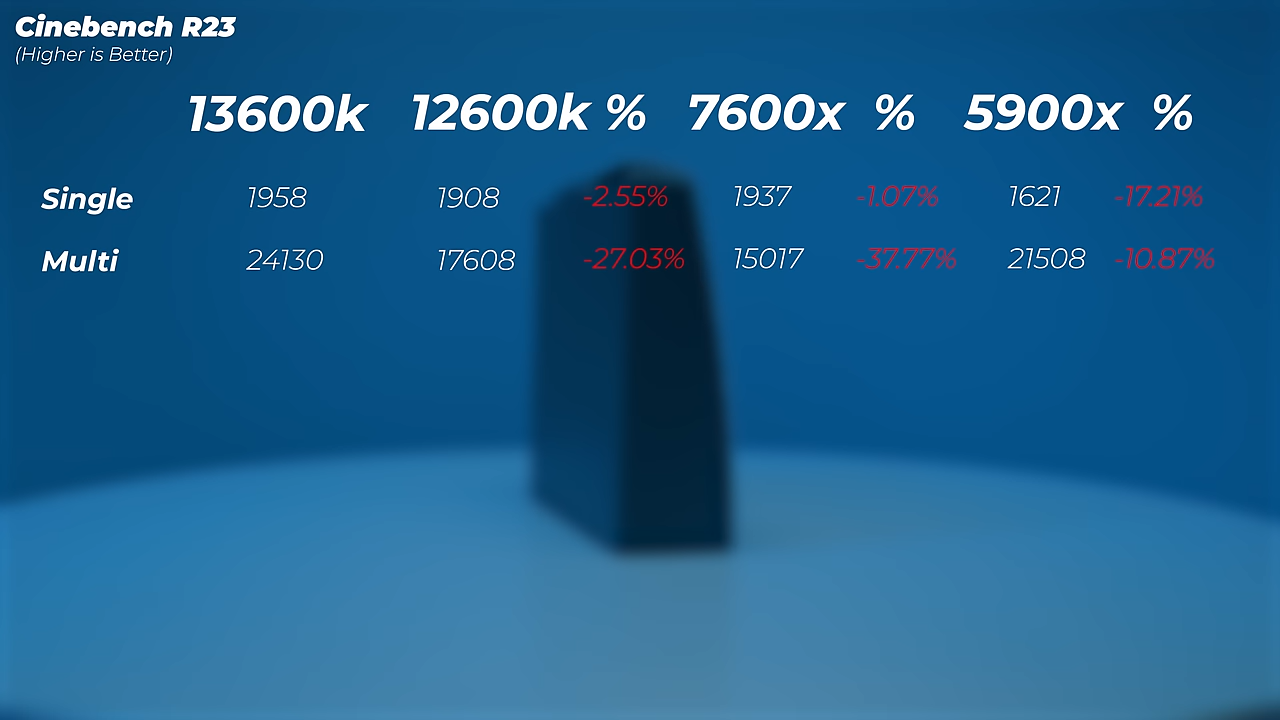 Cinebench R23
(Higher is Better)
13600k 12600k % 7600x % 5900x %
Single 1958 1908 -2.55% 1937 -1.07% 1621 -17.21%
Multi 24130 17608 -27.03% 15017 -37.77% 21508 -10.87%